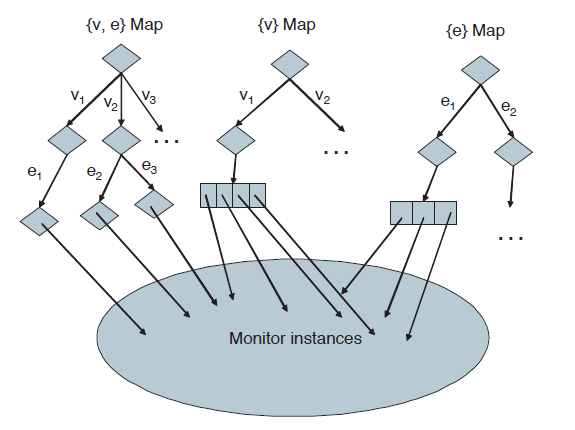 {v, e} Map
{v} Map
{e} Map
v1
v2
v3
v1
v2
e1
e2
...
...
e1
e2
e3
...
Monitor instances